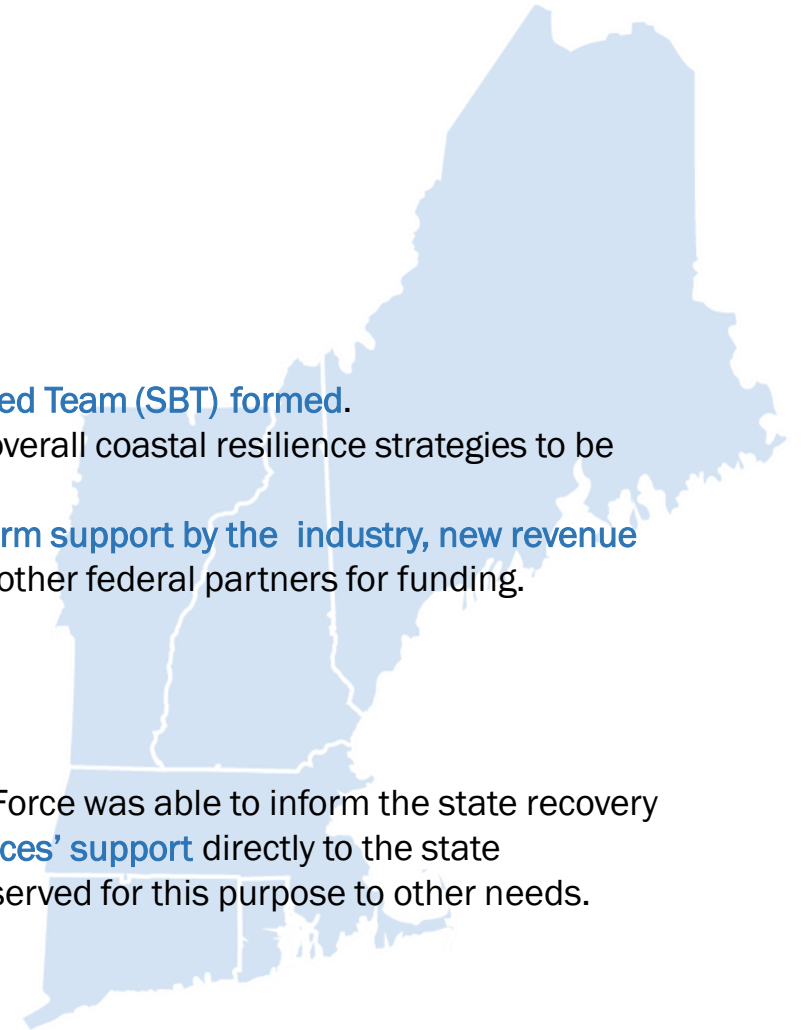 ed Team (SBT) formed.
overall coastal resilience strategies to be
rm support by the  industry, new revenue
other federal partners for funding.
Force was able to inform the state recovery
ces’ support directly to the state
served for this purpose to other needs.